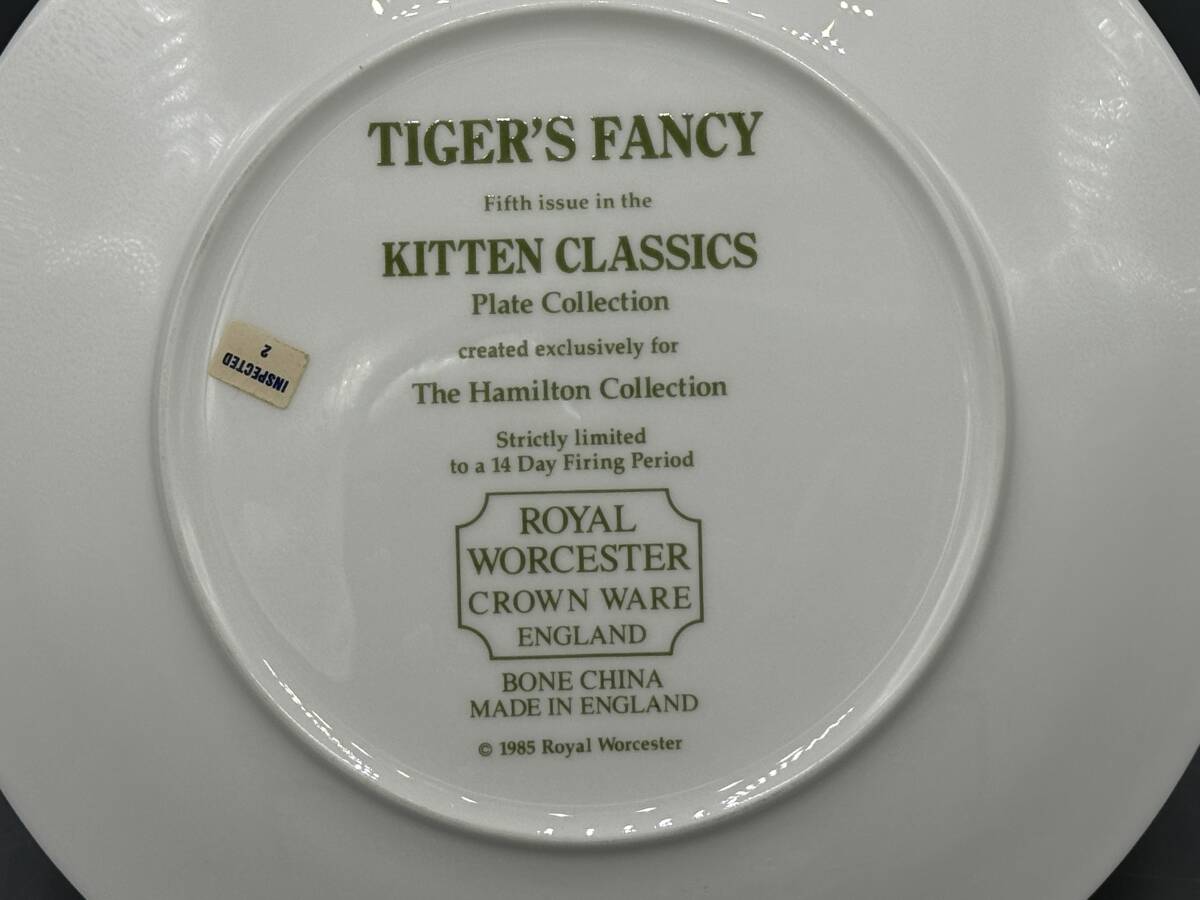 TIGER'S FANCY
Fifth issue in the
KITTEN CLASSICS
Plate Collection
created exclusively for
The Hamilton Collection
Strictly limited
to a 14 Day Firing Period
ROYAL
WORCESTER
CROWN WARE
ENGLAND
BONE CHINA
MADE IN ENGLAND
© 1985 Royal Worcester
INSPECTED
2